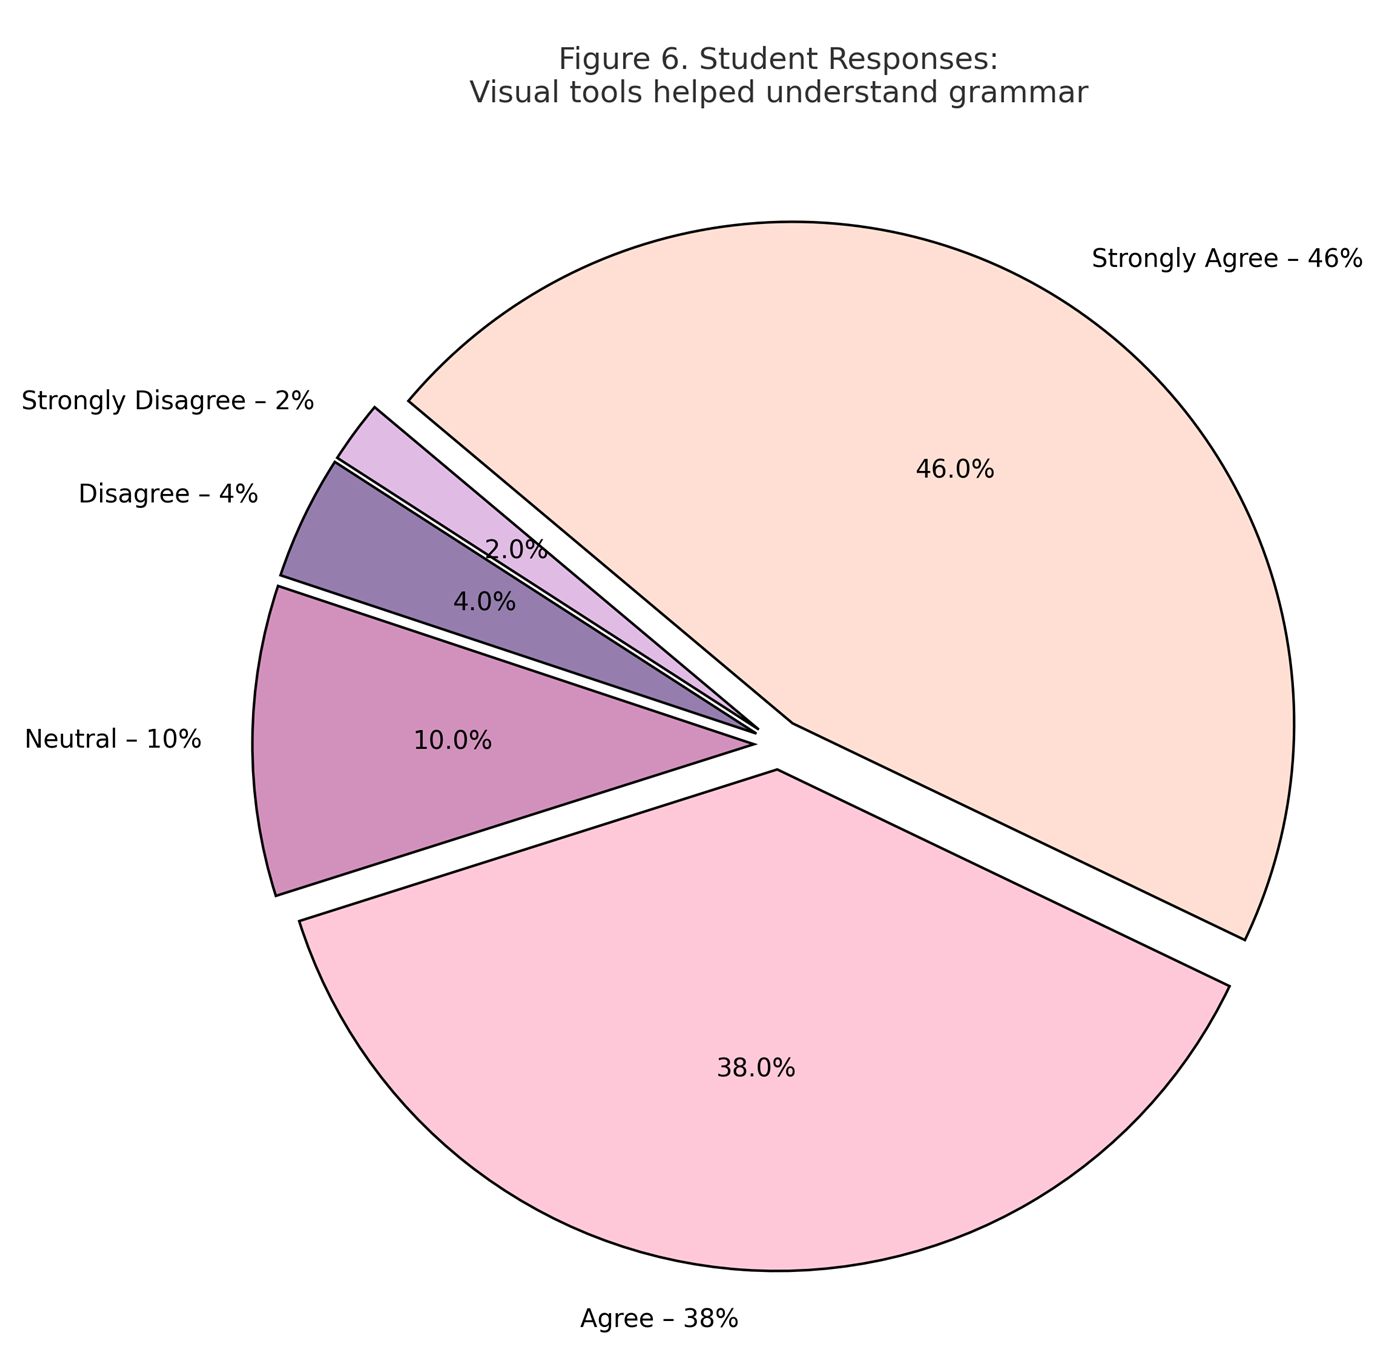 Figure 6. Student Responses:
Visual tools helped understand grammar
Strongly Agree – 46%
46.0%
Strongly Disagree – 2%
2.0%
Disagree – 4%
4.0%
Neutral – 10%
10.0%
38.0%
Agree – 38%